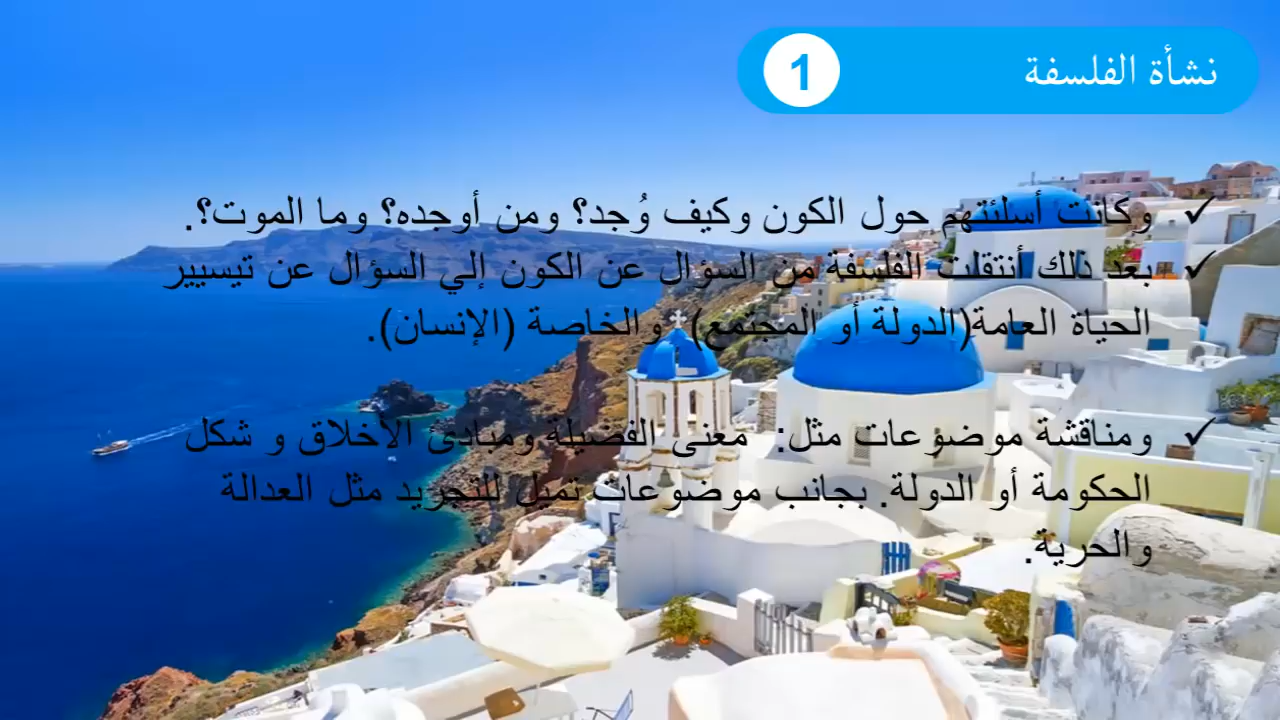 نشأة الفلسفة
1
✓ وكانت أسلئتهم حول الكون وكيف وُجد؟ ومن أوجده؟ وما الموت؟.
✓ بعد ذلك أنتقلت الفلسفة من السؤال عن الكون إلي السؤال عن تيسيير
الحياة العامة(الدولة أو المجتمع) والخاصة (الإنسان).
✓ ومناقشة موضوعات مثل: معنى الفضيلة ومبادئ الأخلاق و شكل
الحكومة أو الدولة. بجانب موضوعات تميل للتجريد مثل العدالة
والحرية.